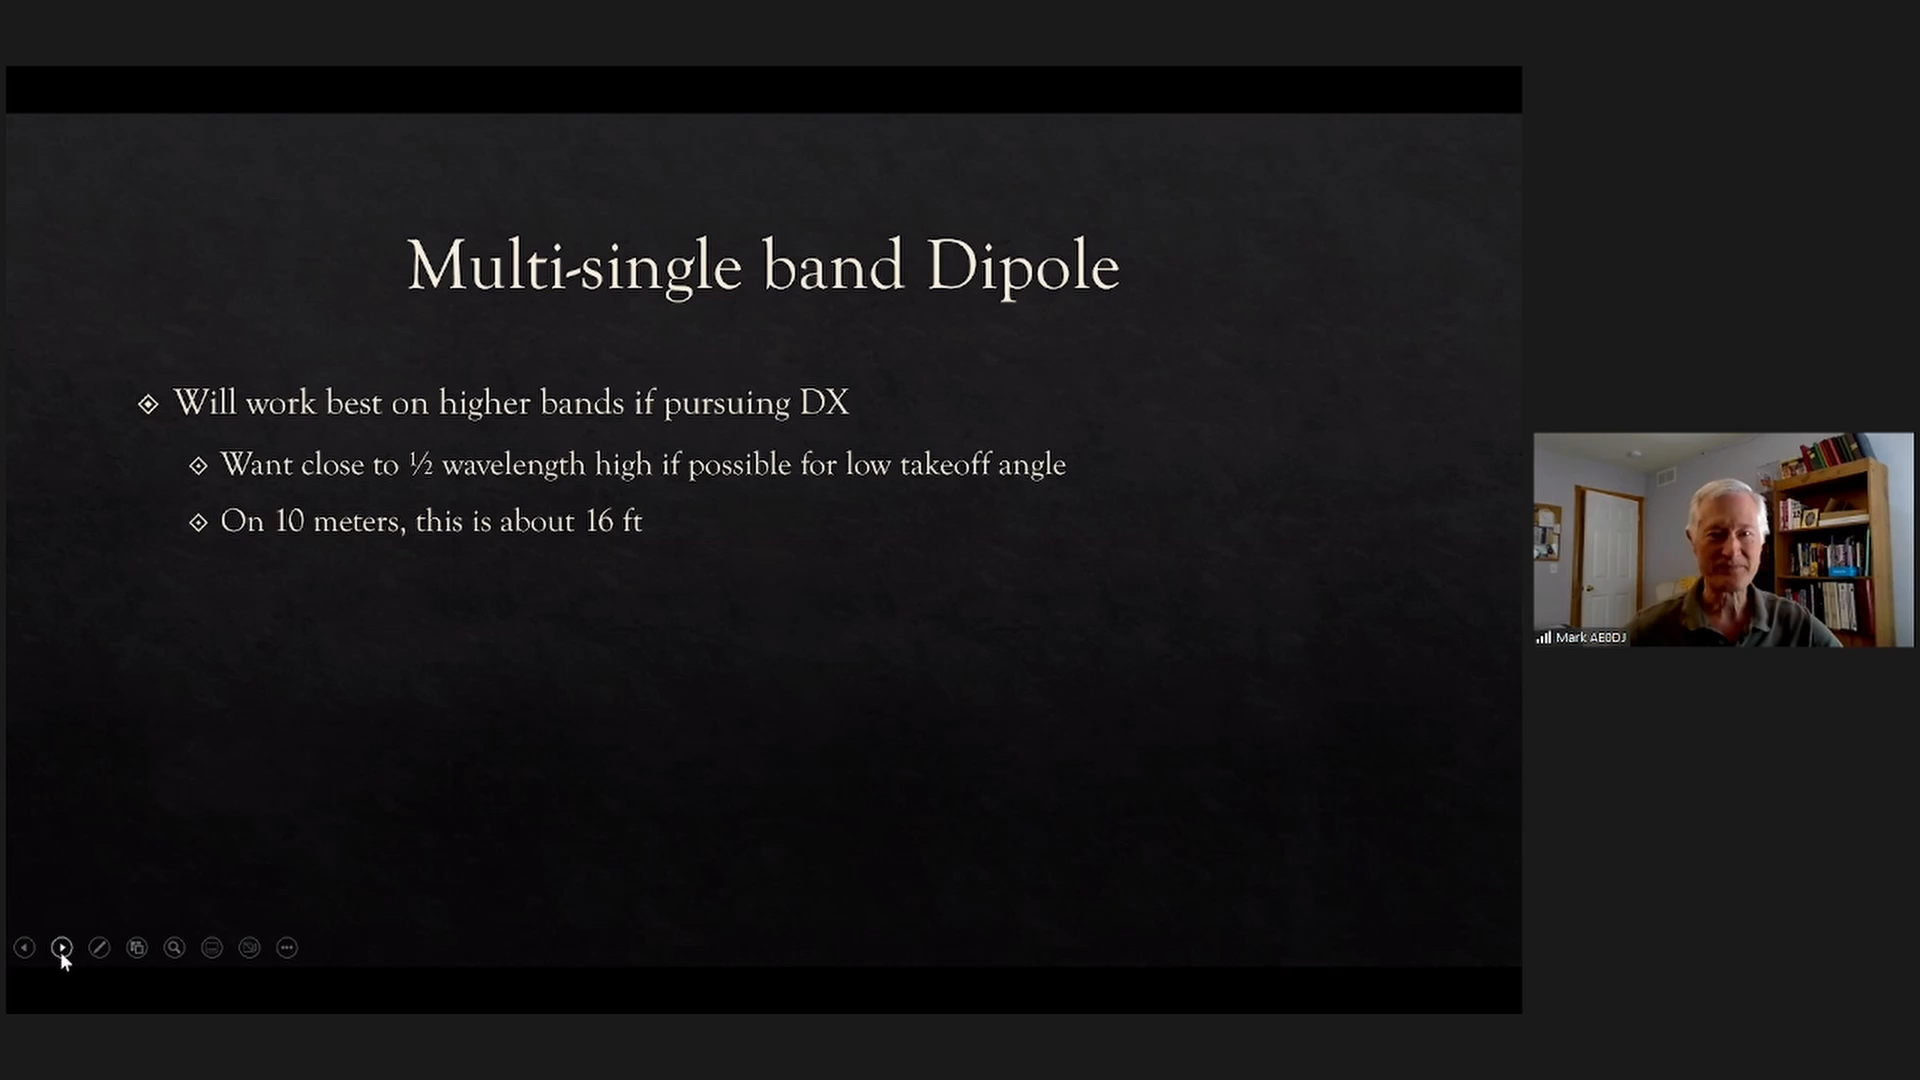 Multi-single band Dipole
Will work best on higher bands if pursuing DX
Want close to ½ wavelength high if possible for low takeoff angle
On 10 meters, this is about 16 ft
Mark AE0DJ